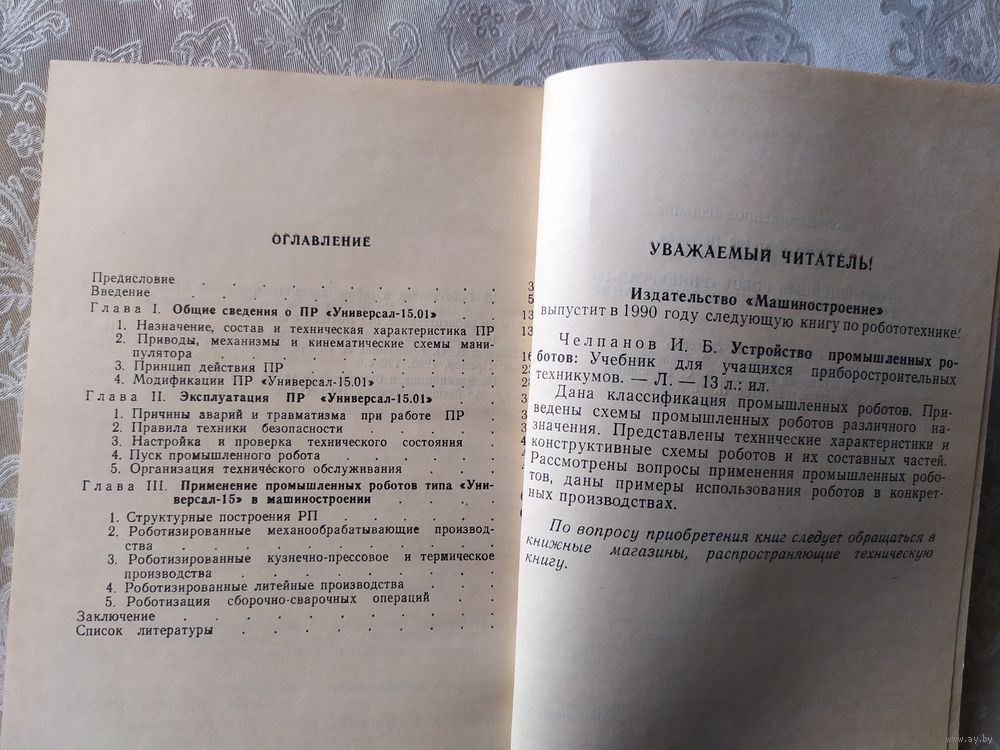 ОГЛАВЛЕНИЕ
Предисловие . . . . . . . . . . . . 3
Введение . . . . . . . . . . . . 5
Глава I. Общие сведения о ПР «Универсал-15.01» . . . 13
1. Назначение, состав и техническая характеристика ПР 13
2. Приводы, механизмы и кинематические схемы мани-
пулятора . . . . . . . . . . . 16
3. Принцип действия ПР . . . . . .
4. Модификации ПР «Универсал-15.01» . . . .
Глава II. Эксплуатация ПР «Универсал-15.01» . .
1. Причины аварий и травматизма при работе ПР .
2. Правила техники безопасности . . . . .
3. Настройка и проверка технического состояния . .
4. Пуск промышленного робота . . . . .
5. Организация технического обслуживания . . .
Глава III. Применение промышленных роботов типа «Уни-
версал-15» в машиностроении . . . . .
1. Структурные построения РП . . . . . .
2. Роботизированные механообрабатывающие производ-
ства . . . . . . . . . . .
3. Роботизированные кузнечно-прессовое и термическое
производства . . . . . . . . .
4. Роботизированные литейные производства . . .
5. Роботизация сборочно-сварочных операций . .
Заключение . . . . . . . . . . .
Список литературы . . . . . . . . .
УВАЖАЕМЫЙ ЧИТАТЕЛЬ!
Издательство «Машиностроение»
выпустит в 1990 году следующую книгу по робототехнике:
Челпанов И. Б. Устройство промышленных ро-
ботов: Учебник для учащихся приборостроительных
техникумов. — Л. — 13 л.: ил.
Дана классификация промышленных роботов. При-
ведены схемы промышленных роботов различного на-
значения. Представлены технические характеристики и
конструктивные схемы роботов и их составных частей.
Рассмотрены вопросы применения промышленных робо-
тов, даны примеры использования роботов в конкрет-
ных производствах.
По вопросу приобретения книг следует обращаться в
книжные магазины, распространяющие техническую
книгу.
www.ay.by